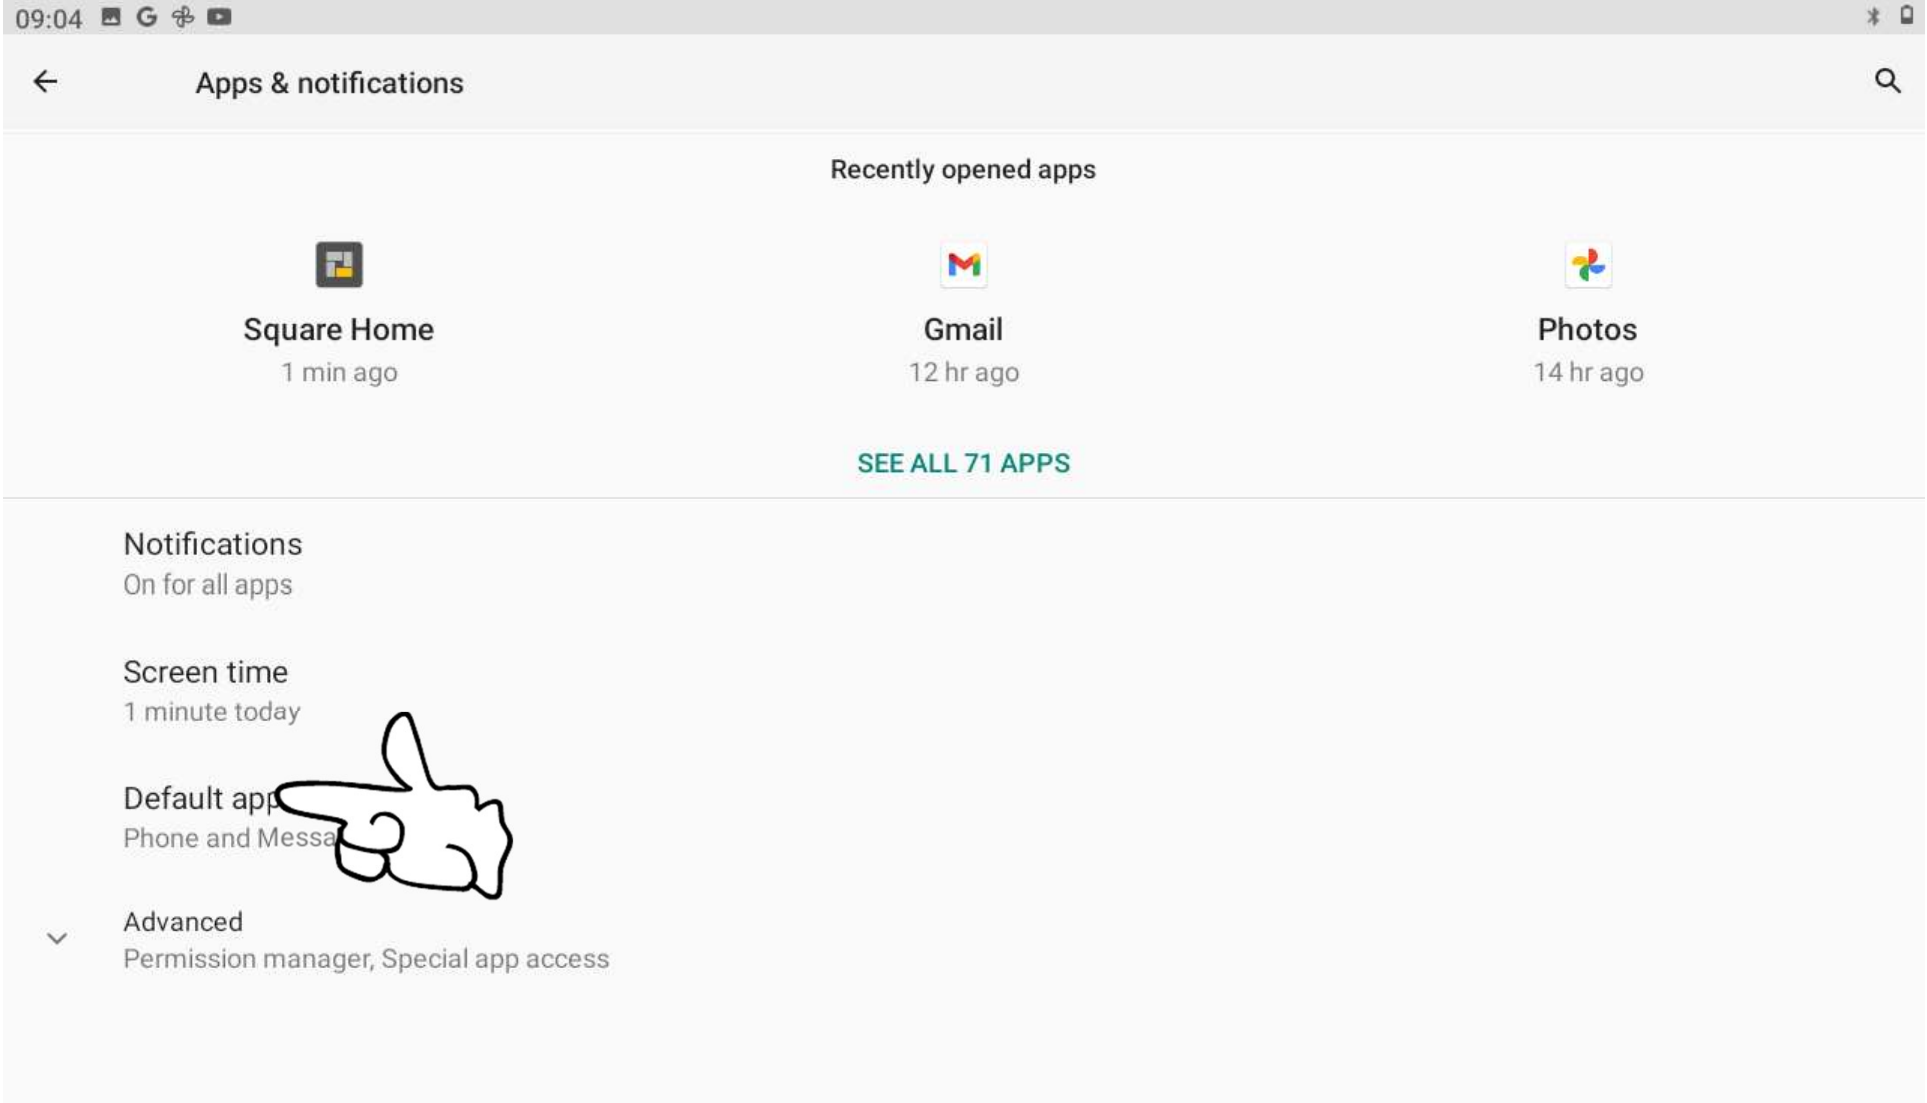 09:04
Apps & notifications
Recently opened apps
Square Home
1 min ago
Gmail
12 hr ago
Photos
14 hr ago
SEE ALL 71 APPS
Notifications
On for all apps
Screen time
1 minute today
Default
Phone and
Advanced
Permission manager, Special app access